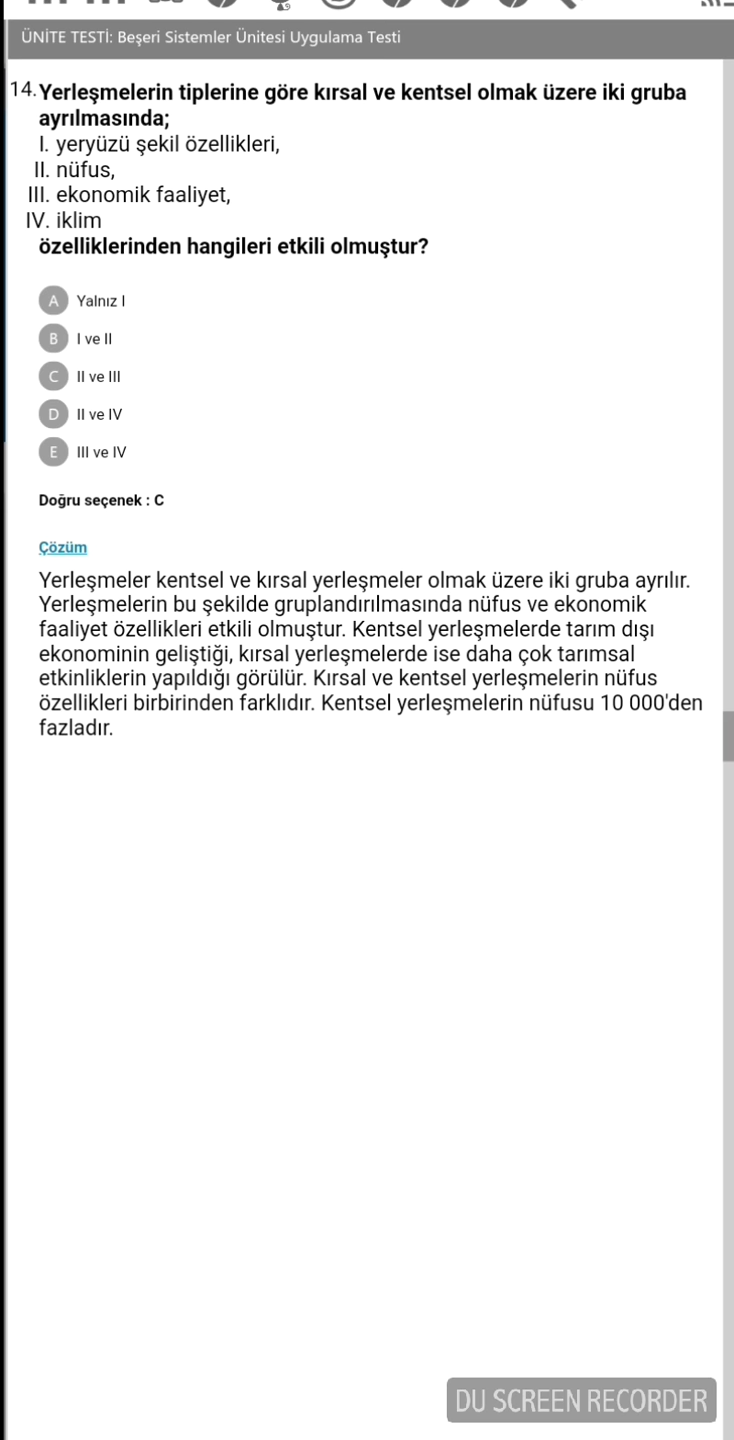 ÜNİTE TESTİ: Beşeri Sistemler Ünitesi Uygulama Testi
14. Yerleşmelerin tiplerine göre kırsal ve kentsel olmak üzere iki gruba
ayrılmasında;
I. yeryüzü şekil özellikleri,
II. nüfus,
III. ekonomik faaliyet,
IV. iklim
özelliklerinden hangileri etkili olmuştur?
A Yalnız I
B I ve II
C II ve III
D II ve IV
E III ve IV
Doğru seçenek : C
Çözüm
Yerleşmeler kentsel ve kırsal yerleşmeler olmak üzere iki gruba ayrılır.
Yerleşmelerin bu şekilde gruplandırılmasında nüfus ve ekonomik
faaliyet özellikleri etkili olmuştur. Kentsel yerleşmelerde tarım dışı
ekonominin geliştiği, kırsal yerleşmelerde ise daha çok tarımsal
etkinliklerin yapıldığı görülür. Kırsal ve kentsel yerleşmelerin nüfus
özellikleri birbirinden farklıdır. Kentsel yerleşmelerin nüfusu 10 000'den
fazladır.
DU SCREEN RECORDER